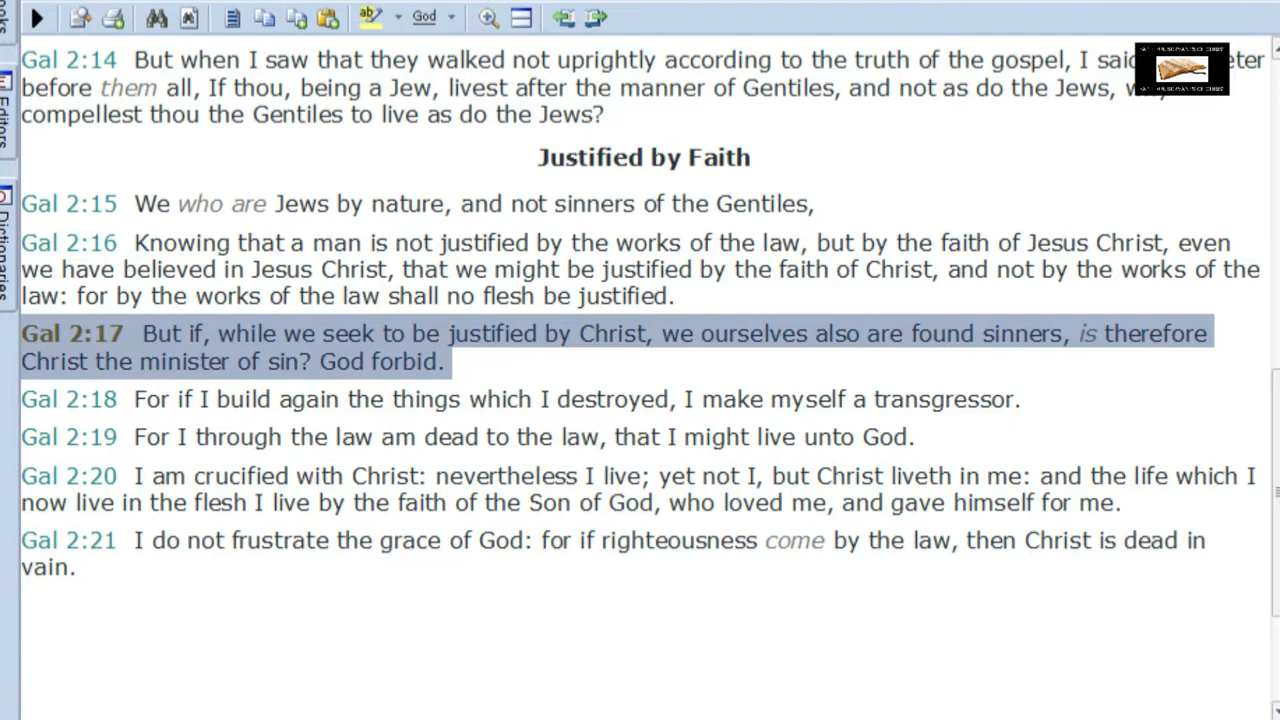 ooks
Editors
Dictionaries
God
Gal 2:14 But when I saw that they walked not uprightly according to the truth of the gospel, I said
before them all, If thou, being a Jew, livest after the manner of Gentiles, and not as do the Jews,
compellest thou the Gentiles to live as do the Jews?
Justified by Faith
Gal 2:15 We who are Jews by nature, and not sinners of the Gentiles,
Gal 2:16 Knowing that a man is not justified by the works of the law, but by the faith of Jesus Christ, even
we have believed in Jesus Christ, that we might be justified by the faith of Christ, and not by the works of the
law: for by the works of the law shall no flesh be justified.
Gal 2:17 But if, while we seek to be justified by Christ, we ourselves also are found sinners, is therefore
Christ the minister of sin? God forbid.
Gal 2:18 For if I build again the things which I destroyed, I make myself a transgressor.
Gal 2:19 For I through the law am dead to the law, that I might live unto God.
Gal 2:20 I am crucified with Christ: nevertheless I live; yet not I, but Christ liveth in me: and the life which I
now live in the flesh I live by the faith of the Son of God, who loved me, and gave himself for me.
Gal 2:21 I do not frustrate the grace of God: for if righteousness come by the law, then Christ is dead in
vain.